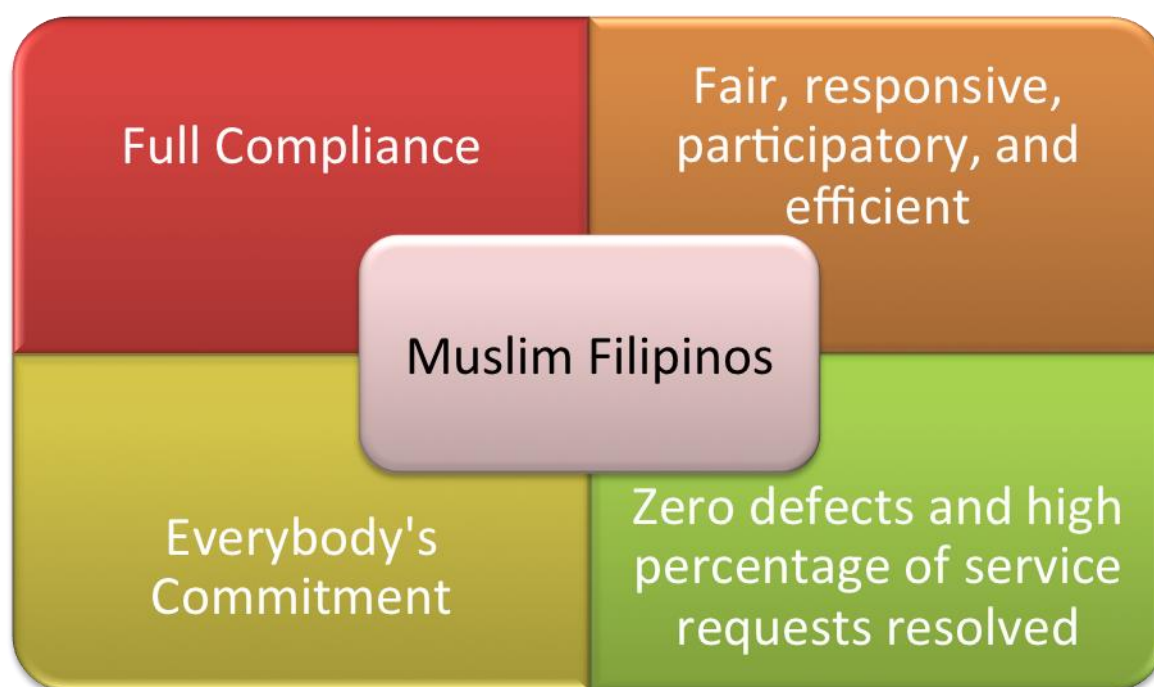 Full Compliance
Fair, responsive,
participatory, and
efficient
Muslim Filipinos
Everybody's
Commitment
Zero defects and high
percentage of service
requests resolved